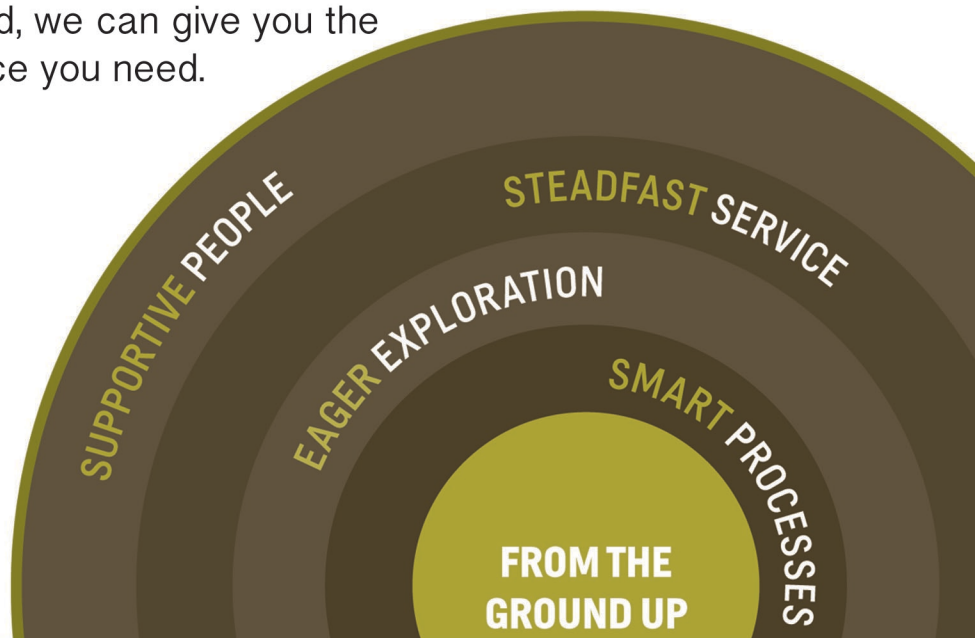 d, we can give you the
ce you need.
SUPPORTIVE PEOPLE
STEADFAST SERVICE
EAGER EXPLORATION
SMART PROCESSES
FROM THE
GROUND UP